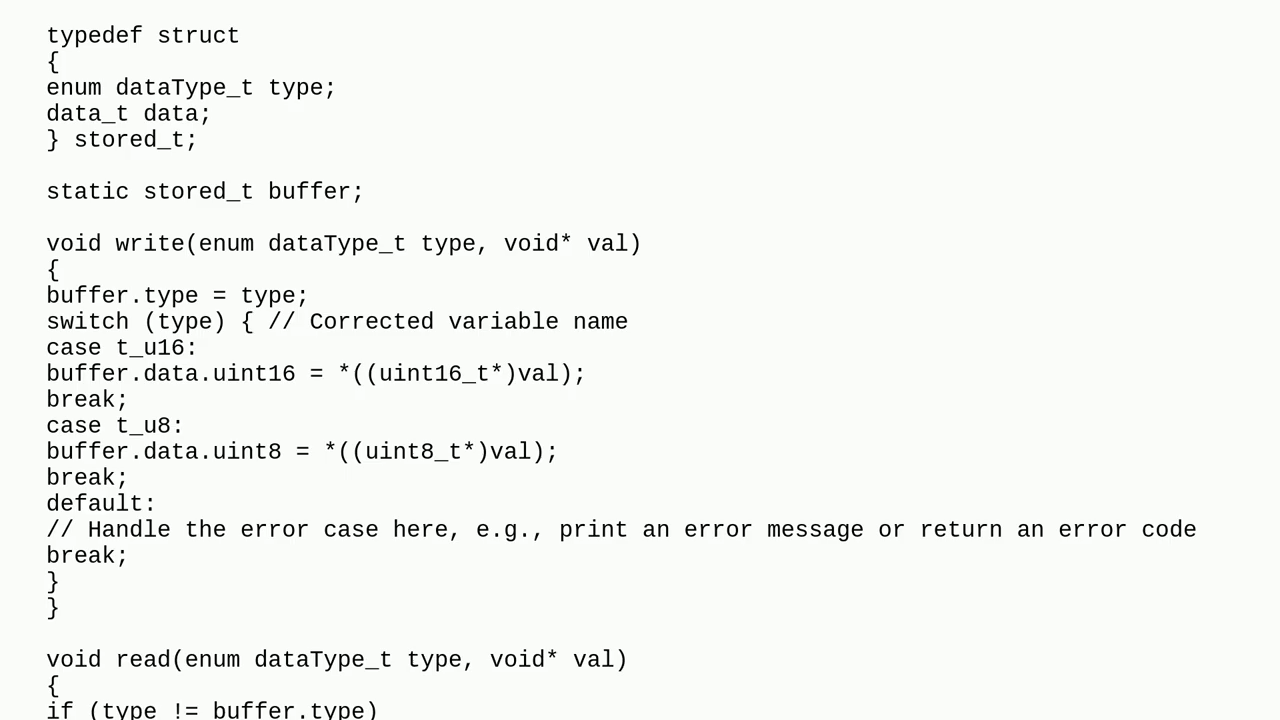 typedef struct
{
enum dataType_t type;
data_t data;
} stored_t;

static stored_t buffer;

void write(enum dataType_t type, void* val)
{
buffer.type = type;
switch (type) { // Corrected variable name
case t_u16:
buffer.data.uint16 = *((uint16_t*)val);
break;
case t_u8:
buffer.data.uint8 = *((uint8_t*)val);
break;
default:
// Handle the error case here, e.g., print an error message or return an error code
break;
}
}

void read(enum dataType_t type, void* val)
{
if (type != buffer.type)